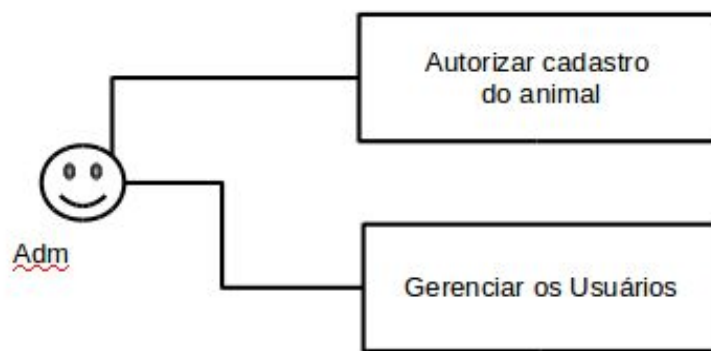 Autorizar cadastro
do animal
Adm
Gerenciar os Usuários